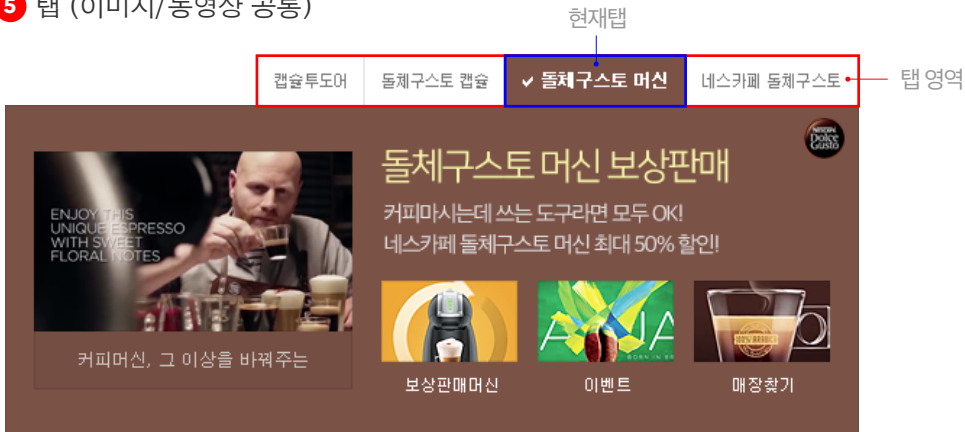 5 탭 (이미지/동영상 공통)
현재탭
캡슐투도어
돌체구스토 캡슐
✓ 돌체구스토 머신
네스카페 돌체구스토
탭 영역
NESCAFÉ
Dolce
Gusto
돌체구스토 머신 보상판매
커피마시는데 쓰는 도구라면 모두 OK!
네스카페 돌체구스토 머신 최대 50% 할인!
ENJOY THIS
UNIQUE ESPRESSO
WITH SWEET
FLORAL NOTES
커피머신, 그 이상을 바꿔주는
BORN IN
100% ARABICA
보상판매머신
이벤트
매장찾기